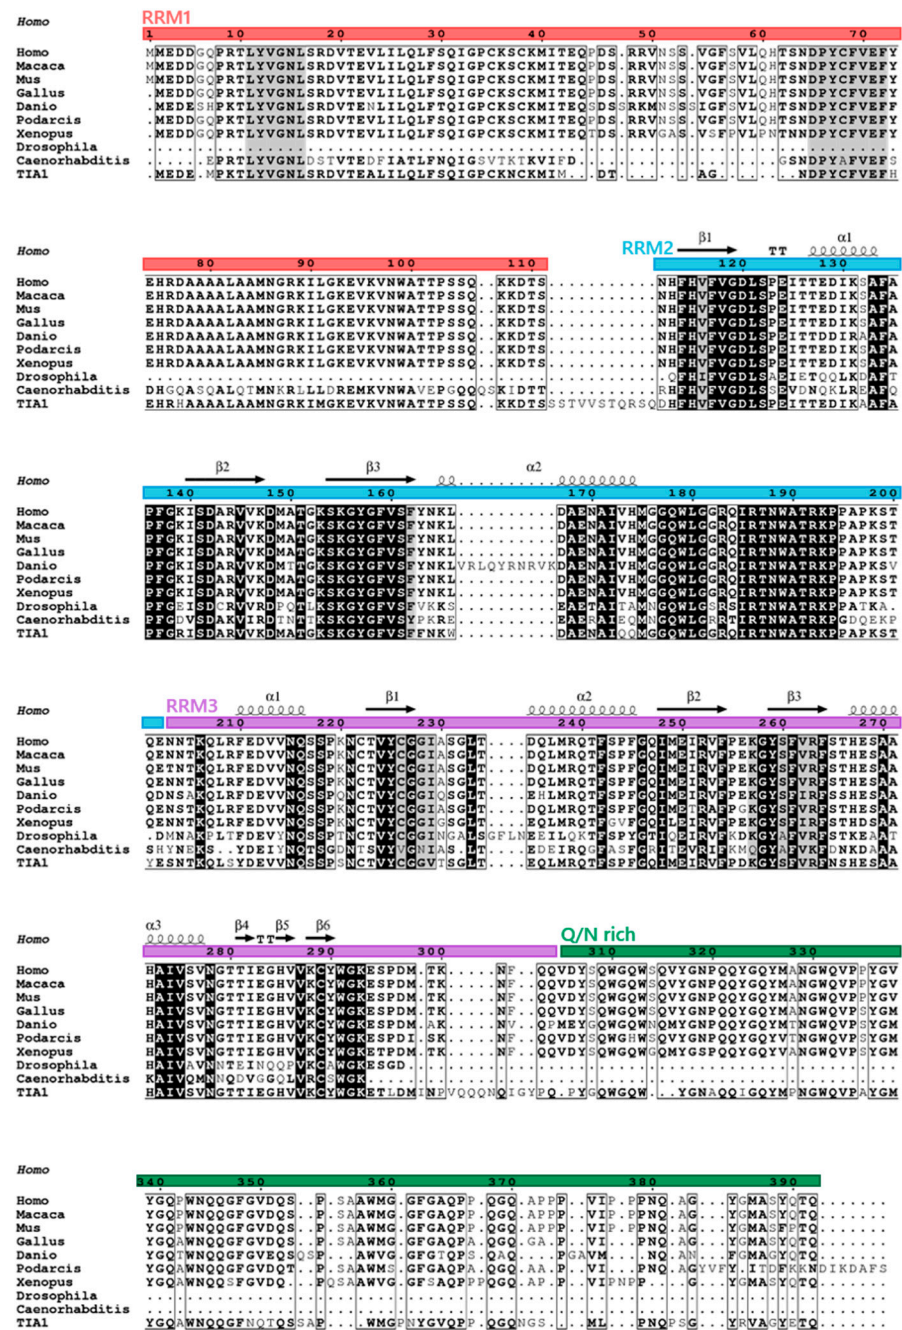 Homo RRM1
1 10 20 30 40 50 60 70
Homo MMEDDGQPRTLYVGNLSRDVTEVLILQLFSQIGPCKSCKMITEQPDS.RRVNSS.VGFSVLQHTSNDPYCFVEFY
Macaca .MEDDGQPRTLYVGNLSRDVTEVLILQLFSQIGPCKSCKMITEQPDS.RRVNSS.VGFSVLQHTSNDPYCFVEFY
Mus MMEDDGQPRTLYVGNLSRDVTEVLILQLFSQIGPCKSCKMITEQPDS.RRVNSS.VGFSVLQHTSNDPYCFVEFY
Gallus .MEDDGQPRTLYVGNLSRDVTEVLILQLFSQIGPCKSCKMITEQPDS.RRVNSS.VGFSVLQHTSNDPYCFVEFY
Danio .MEDESHPKTLYVGNLSRDVTENLILQLFTQIGPCKSCKMITEQPDSSRKMNSSSIGFSVLQHTSNDPYCFVEFF
Podarcis .MEDDGQPKTLYVGNLSRDVTEVLILQLFSQIGPCKSCKMITEQPDS.RRVNSS.VGFSVLQHTSNDPYCFVEFY
Xenopus MMEDDGQPRTLYVGNLSRDVTEVLILQLFSQIGPCKSCKMITEQTDS.RRVGAS.VSFPVLPNTNNDPYCFVEFY
Drosophila ...........................................................................
Caenorhabditis ......EPRTLYVGNLDSTVTEDFIATLFNQIGSVTKTKVIFD....................GSNDPYAFVEFS
TIA1 .MEDE.MPKTLYVGNLSRDVTEALILQLFSQIGPCKNCKMIM..DT......AG.......NDPYCFVEFH
Homo β1 TT α1
RRM2
80 90 100 110 120 130
Homo EHRDAAAALAAMNGRKILGKEVKVNWATTPSSQ..KKDTS...........NHFHVFVGDLSPEITTEDIKSAFA
Macaca EHRDAAAALAAMNGRKILGKEVKVNWATTPSSQ..KKDTS...........NHFHVFVGDLSPEITTEDIKSAFA
Mus EHRDAAAALAAMNGRKILGKEVKVNWATTPSSQ..KKDTS...........NHFHVFVGDLSPEITTEDIKSAFA
Gallus EHRDAAAALAAMNGRKILGKEVKVNWATTPSSQ..KKDTS...........NHFHVFVGDLSPEITTEDIKSAFA
Danio EHRDAAAALAAMNGRKILGKEVKVNWATTPSSQ..KKDTS...........NHFHVFVGDLSPEITTDDIRAAFA
Podarcis EHRDAAAALAAMNGRKILGKEVKVNWATTPSSQ..KKDTS...........NHFHVFVGDLSPEITTEDIKSAFA
Xenopus EHRDAAAALAAMNGRKILGKEVKVNWATTPSSQ..KKDTS...........NHFHVFVGDLSPEITTEDIKSAFA
Drosophila ....................................................QFHIFVGDLSAEIETQQLKDAFT
Caenorhabditis DHGQASQALQTMNKRLLLDREMKVNWAVEPGQQQSKIDTT...........RHFHVFVGDLSSEVDNQKLREAFQ
TIA1 EHRHAAAALAAMNGRKIMGKEVKVNWATTPSSQ..KKDTSSSTVVSTQRSQDHFHVFVGDLSPEITTEDIKAAFA
Homo β2 β3 α2
140 150 160 170 180 190 200
Homo PFGKISDARVVKDMATGKSKGYGFVSFYNKL..........DAENAIVHMGGQWLGGRQIRTNWATRKPPAPKST
Macaca PFGKISDARVVKDMATGKSKGYGFVSFYNKL..........DAENAIVHMGGQWLGGRQIRTNWATRKPPAPKST
Mus PFGKISDARVVKDMATGKSKGYGFVSFYNKL..........DAENAIVHMGGQWLGGRQIRTNWATRKPPAPKST
Gallus PFGKISDARVVKDMATGKSKGYGFVSFYNKL..........DAENAIVHMGGQWLGGRQIRTNWATRKPPAPKST
Danio PFGKISDARVVKDMTTGKSKGYGFVSFYNKLVRLQYRNRVKDAENAIVHMGGQWLGGRQIRTNWATRKPPAPKSV
Podarcis PFGKISDARVVKDMATGKSKGYGFVSFYNKL..........DAENAIVHMGGQWLGGRQIRTNWATRKPPAPKST
Xenopus PFGKISDARVVKDMATGKSKGYGFVSFYNKL..........DAENAIVHMGGQWLGGRQIRTNWATRKPPAPKST
Drosophila PFGEISDCRVVRDPQTLKSKGYGFVSFVKKS..........EAETAITAMNGQWLGSRSIRTNWATRKPPATKA.
Caenorhabditis PFGDVSDAKVIRDTNTTKSKGYGFVSYPKRE..........EAERAIEQMNGQWLGRRTIRTNWATRKPGDQEKP
TIA1 PFGRISDARVVKDMATGKSKGYGFVSFFNKW..........DAENAIQQMGGQWLGGRQIRTNWATRKPPAPKST
Homo α1 β1 α2 β2 β3
RRM3
210 220 230 240 250 260 270
Homo QENNTKQLRFEDVVNQSSPKNCTVYCGGIASGLT....DQLMRQTFSPFGQIMEIRVFPEKGYSFVRFSTHESAA
Macaca QENNTKQLRFEDVVNQSSPKNCTVYCGGIASGLT....DQLMRQTFSPFGQIMEIRVFPEKGYSFVRFSTHESAA
Mus QETNTKQLRFEDVVNQSSPKNCTVYCGGIASGLT....DQLMRQTFSPFGQIMEIRVFPEKGYSFVRFSTHESAA
Gallus QENNTKQLRFEDVVNQSSPKNCTVYCGGIASGLT....DQLMRQTFSPFGQIMEIRVFPEKGYSFVRFSTHESAA
Danio QDNSAKQLRFDEVVNQSSPQNCTVYCGGIQSGLT....EHLMRQTFSPFGQIMEIRVFPEKGYSFIRFSTHESAA
Podarcis QENSTKQLRFEDVVNQSSPKNCTVYCGGIASGLT....DQLMRQTFSPFGQIMETRAFPGKGYSFVRFSTHESAA
Xenopus QENNTKQLRFEDVVNQSSPKNCTVYCGGIGSGLT....DQLMRQTFGVFGQILEIRVFPEKGYSFVRFSTHDSAA
Drosophila .DMNAKPLTFDEVYNQSSPTNCTVYCGGINGALSGFLNEEILQKTFSPYGTIQEIRVFKDKGYAFVRFSTKEAAT
Caenorhabditis SHYNEKS..YDEIYNQTSGDNTSVYVGNIASLT....EDEIRQGFASFGRITEVRIFKMQGYAFVKFDNKDAAA
TIA1 YESNTKQLSYDEVVNQSSPSNCTVYCGGVTSGLT....EQLMRQTFSPFGQIMEIRVFPDKGYSFVRFNSHESAA
Homo α3 β4 TT β5 β6
Q/N rich
280 290 300 310 320 330
Homo HAIVSVNGTTIEGHVVKCYWGKESPDM.TK.....NF..QQVDYSQWGQWSQVYGNPQQYGQYMANGWQVPPYGV
Macaca HAIVSVNGTTIEGHVVKCYWGKESPDM.TK.....NF..QQVDYSQWGQWSQVYGNPQQYGQYMANGWQVPPYGV
Mus HAIVSVNGTTIEGHVVKCYWGKESPDM.TK.....NF..QQVDYSQWGQWSQVYGNPQQYGQYMANGWQVPPYGV
Gallus HAIVSVNGTTIEGHVVKCYWGKESPDM.TK.....NF..QQVDYSQWGQWSQVYGNPQQYGQYMANGWQVPSYGM
Danio HAIVSVNGTTIEGHVVKCYWGKESPDM.AK.....NV..QPMEYGQWGQWNQMYGNPQQYGQYMTNGWQVPSYGM
Podarcis HAIVSVNGTTIEGHVVKCYWGKETPDI.SK.....NF..QQVDYSQWGHWSQVYGNPQQYGQYVTNGWQVPSYGM
Xenopus HAIVSVNGTTIEGHVVKCYWGKETPDM.TK.....NF..QQVDYSQWGQWGQMYGSPQQYGQYVANGWQVPSYGM
Drosophila HAIVAVNNTEINQQPVKCAWGKESGD.................................................
Caenorhabditis KAIVQMNNQDVGGQLVRCSWGK.....................................................
TIA1 HAIVSVNGTTIEGHVVKCYWGKETLDMINPVQQQNQIGYPQ.PYGQWGQW...YGNAQQIGQYMPNGWQVPAYGM
Homo
340 350 360 370 380 390
Homo YGQPWNQQGFGVDQS..P.SAAWMG.GFGAQPP.QGQ.APPP.VIP.PPNQ.AG...YGMASYQTQ.......
Macaca YGQPWNQQGFGVDQS..P.SAAWMG.GFGAQPP.QGQ.APPP.VIP.PPNQ.AG...YGMASYQTQ.......
Mus YGQPWNQQGFGVDQS..P.SAAWMG.GFGAQPP.QGQ.APPP.VIP.PPNQ.AG...YGMASFPTQ.......
Gallus YGQAWNQQGFGVDQS..P.SAAWMG.GFGAQPA.QGQ.GA.P.VI...PNQ.AG...YGMASYQTQ.......
Danio YGQTWNQQGFGVEQSQSP..AWVG.GFGTQPS.QAQ...PGAVM...NQ.AN...FGMAGYQTQ.......
Podarcis YGQAWNQQGFGVDQT..P.SAAWMS.GFGAQPA.QGQ.AA.P.VI...PNQ.AGYVFY.ITDFKKNDIKDAFS
Xenopus YGQAWNQQSFGVDQ...PQSAAWVG.GFSAQPPPQGQ.AA.P.VIPNPP...SG...YGMASYQTQ.......
Drosophila ..........................................................................
Caenorhabditis ..........................................................................
TIA1 YGQAWNQQGFNQTQSSAP....WMGPNYGVQPP.QGQNGS...ML..PNQPSG...YRVAGYETQ.......